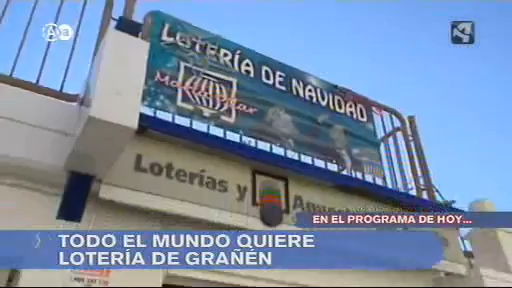 LOTERÍA DE NAVIDAD
Loterías y
EN EL PROGRAMA DE HOY...
TODO EL MUNDO QUIERE
LOTERÍA DE GRAÑÉN